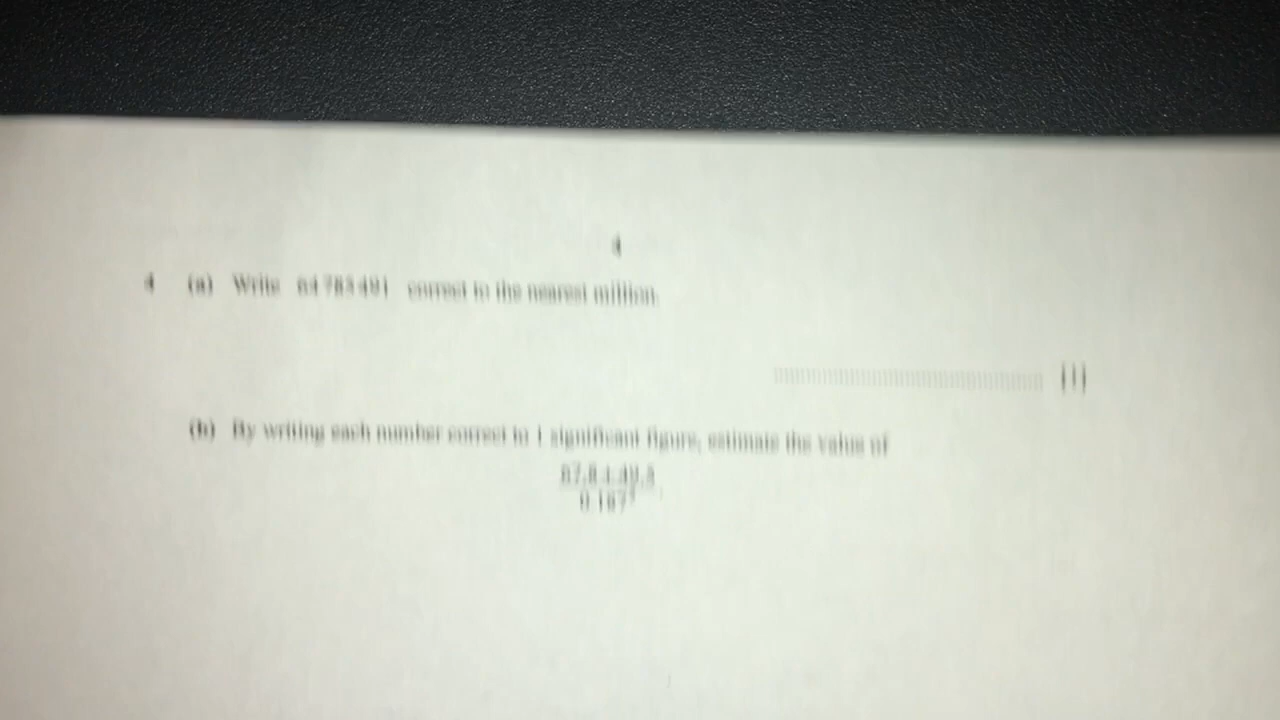 4
4 (a) Write correct to the nearest million.
[1]
(b) By writing each number correct to 1 significant figure, estimate the value of